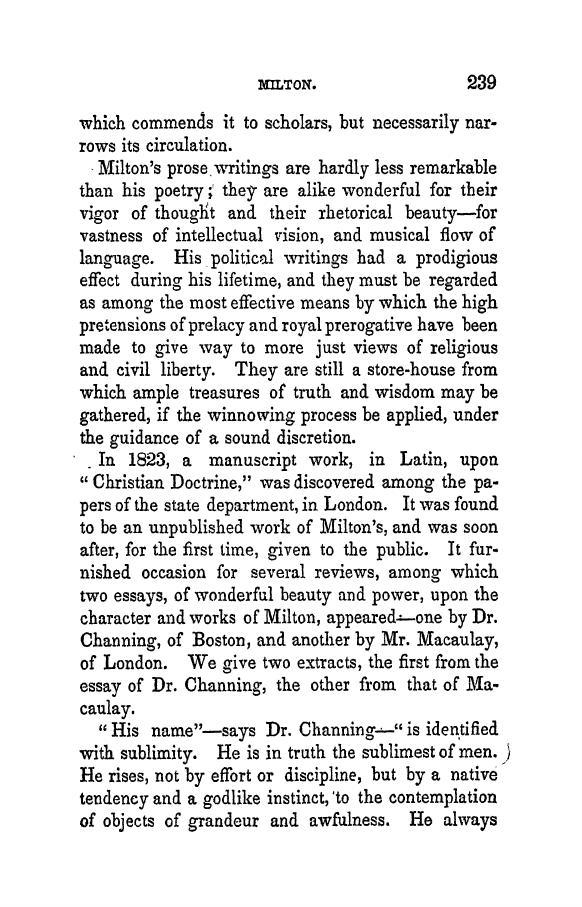 MILTON. 239
which commends it to scholars, but necessarily nar-
rows its circulation.
Milton's prose writings are hardly less remarkable
than his poetry; they are alike wonderful for their
vigor of thought and their rhetorical beauty—for
vastness of intellectual vision, and musical flow of
language. His political writings had a prodigious
effect during his lifetime, and they must be regarded
as among the most effective means by which the high
pretensions of prelacy and royal prerogative have been
made to give way to more just views of religious
and civil liberty. They are still a store-house from
which ample treasures of truth and wisdom may be
gathered, if the winnowing process be applied, under
the guidance of a sound discretion.
In 1823, a manuscript work, in Latin, upon
"Christian Doctrine," was discovered among the pa-
pers of the state department, in London. It was found
to be an unpublished work of Milton's, and was soon
after, for the first time, given to the public. It fur-
nished occasion for several reviews, among which
two essays, of wonderful beauty and power, upon the
character and works of Milton, appeared—one by Dr.
Channing, of Boston, and another by Mr. Macaulay,
of London. We give two extracts, the first from the
essay of Dr. Channing, the other from that of Ma-
caulay.
"His name"—says Dr. Channing—"is identified
with sublimity. He is in truth the sublimest of men.
He rises, not by effort or discipline, but by a native
tendency and a godlike instinct, to the contemplation
of objects of grandeur and awfulness. He always